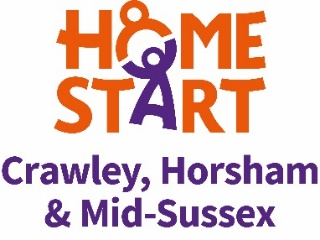 HOME
START
Crawley, Horsham
& Mid-Sussex